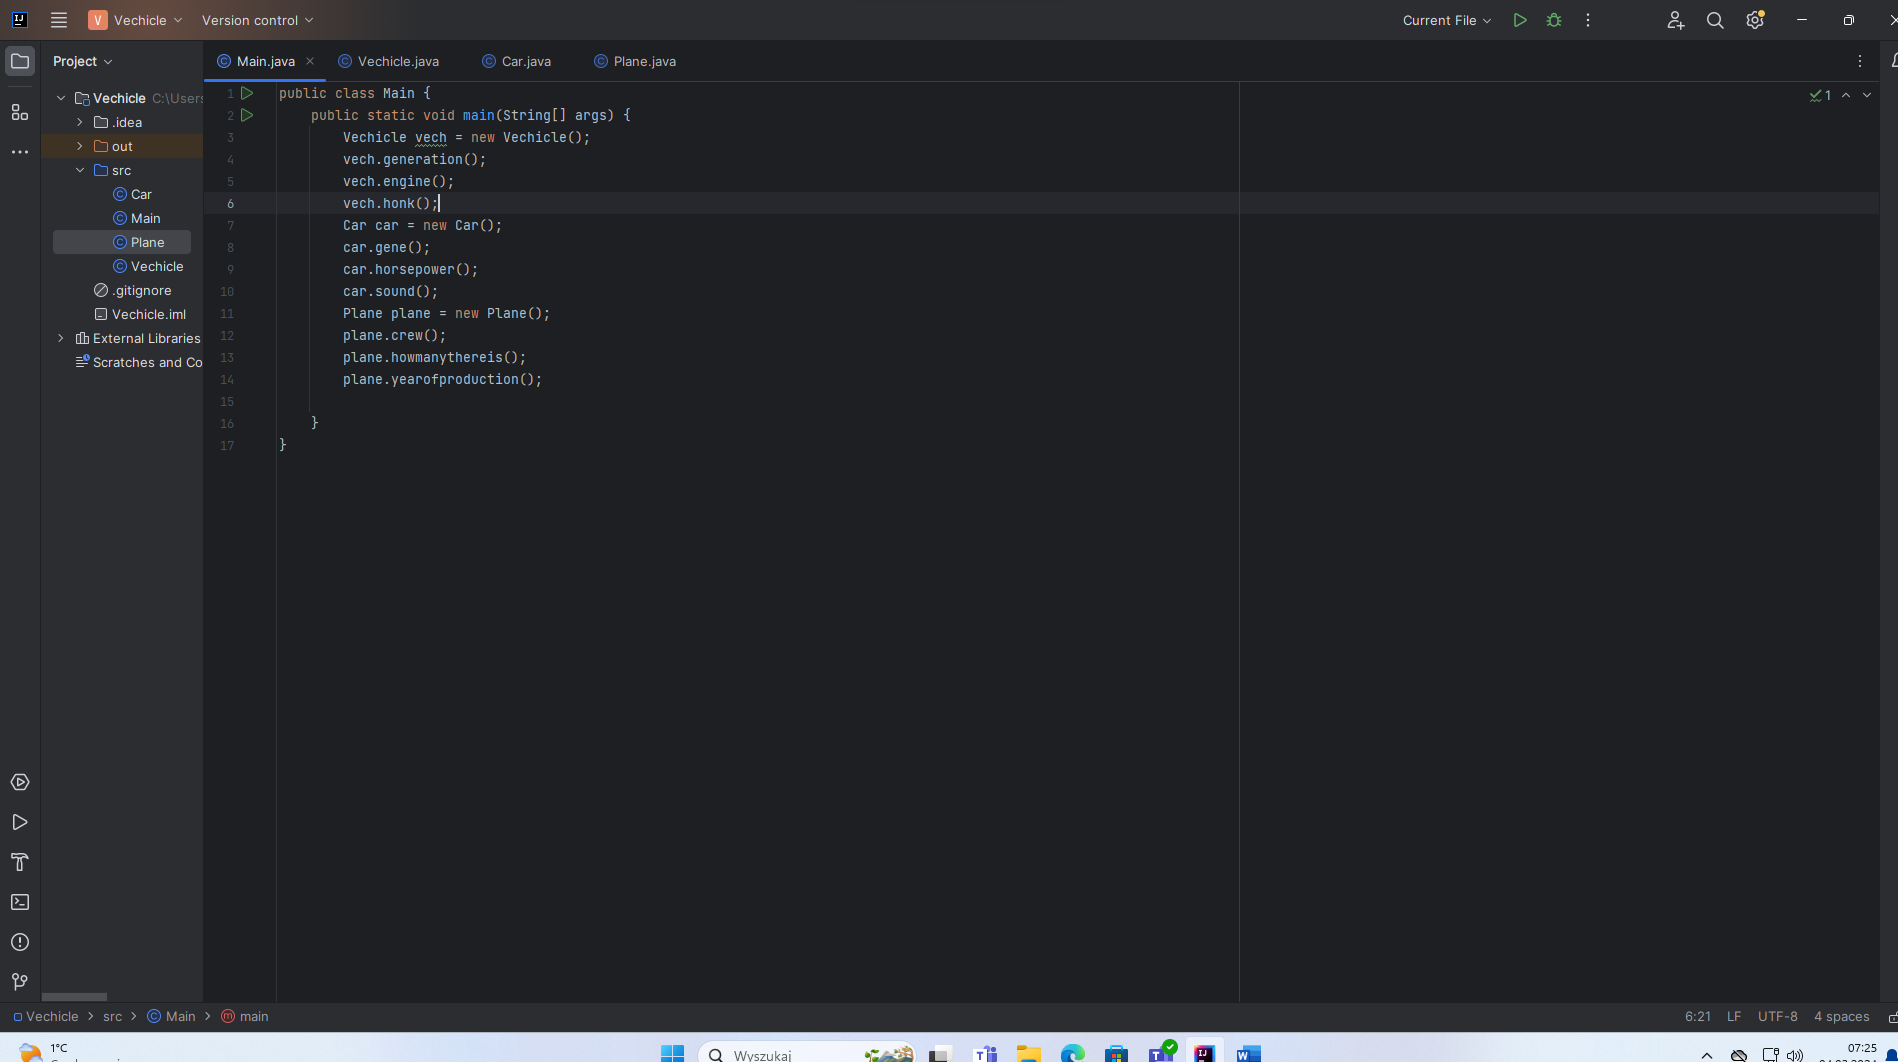 IJ V Vechicle Version control Current File
Project Main.java Vechicle.java Car.java Plane.java
Vechicle C:\Users
.idea
out
src
Car
Main
Plane
Vechicle
.gitignore
Vechicle.iml
External Libraries
Scratches and Co
1 public class Main {
2 public static void main(String[] args) {
3 Vechicle vech = new Vechicle();
4 vech.generation();
5 vech.engine();
6 vech.honk();
7 Car car = new Car();
8 car.gene();
9 car.horsepower();
10 car.sound();
11 Plane plane = new Plane();
12 plane.crew();
13 plane.howmanythereis();
14 plane.yearofproduction();
15
16 }
17 }
1
Vechicle > src > Main > main 6:21 LF UTF-8 4 spaces
1°C
Wyszukaj
07:25